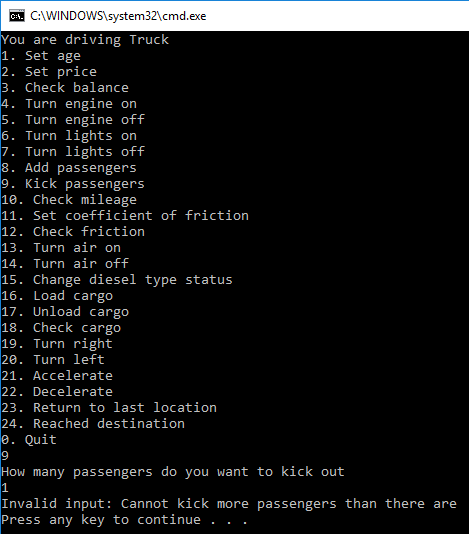 C:\WINDOWS\system32\cmd.exe
You are driving Truck
1. Set age
2. Set price
3. Check balance
4. Turn engine on
5. Turn engine off
6. Turn lights on
7. Turn lights off
8. Add passengers
9. Kick passengers
10. Check mileage
11. Set coefficient of friction
12. Check friction
13. Turn air on
14. Turn air off
15. Change diesel type status
16. Load cargo
17. Unload cargo
18. Check cargo
19. Turn right
20. Turn left
21. Accelerate
22. Decelerate
23. Return to last location
24. Reached destination
0. Quit
9
How many passengers do you want to kick out
1
Invalid input: Cannot kick more passengers than there are
Press any key to continue . . .